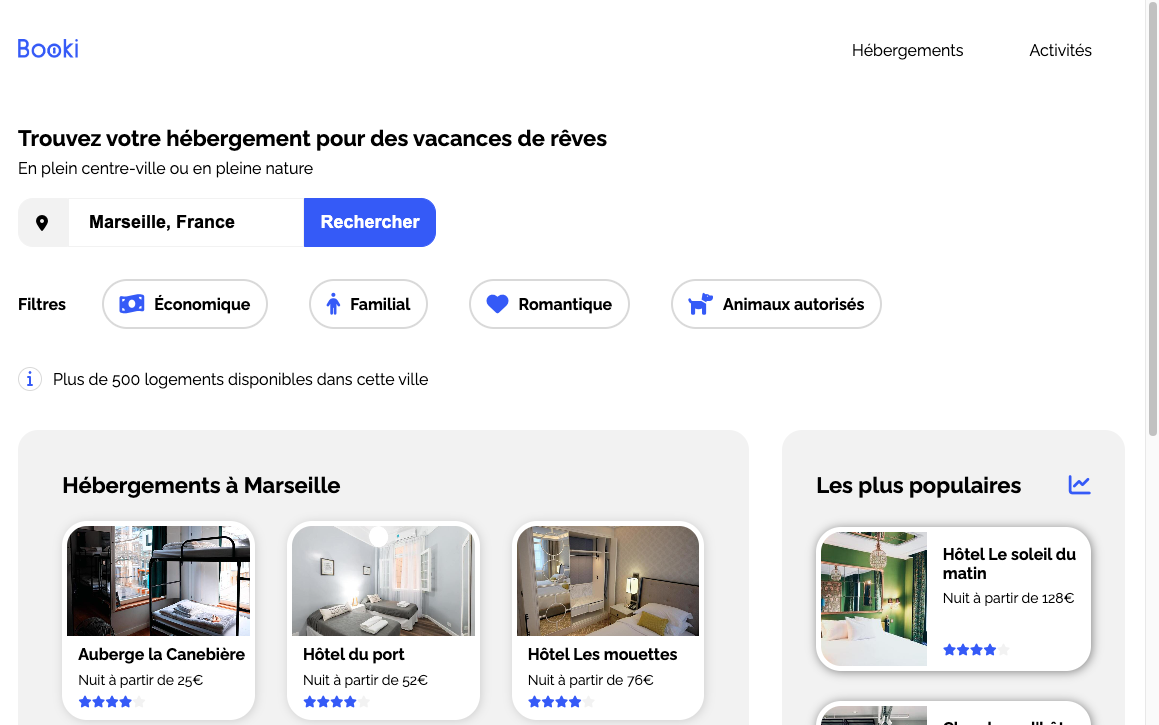 Booki
Hébergements
Activités
Trouvez votre hébergement pour des vacances de rêves
En plein centre-ville ou en pleine nature
Marseille, France
Rechercher
Filtres
Économique
Familial
Romantique
Animaux autorisés
Plus de 500 logements disponibles dans cette ville
Hébergements à Marseille
Auberge la Canebière
Nuit à partir de 25€
Hôtel du port
Nuit à partir de 52€
Hôtel Les mouettes
Nuit à partir de 76€
Les plus populaires
Hôtel Le soleil du
matin
Nuit à partir de 128€